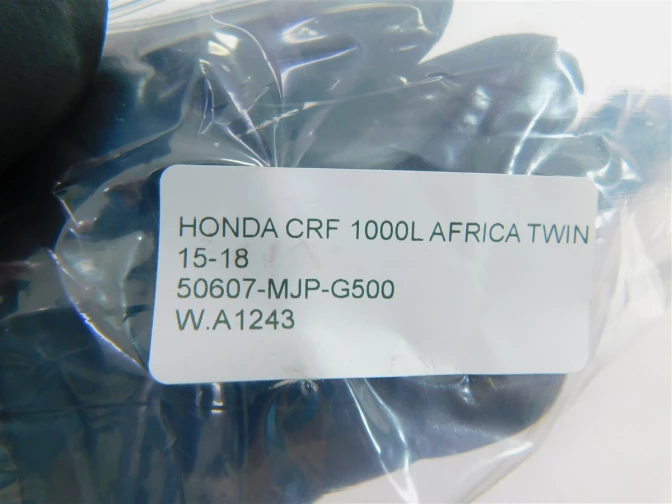 HONDA CRF 1000L AFRICA TWIN
15-18
50607-MJP-G500
W.A1243